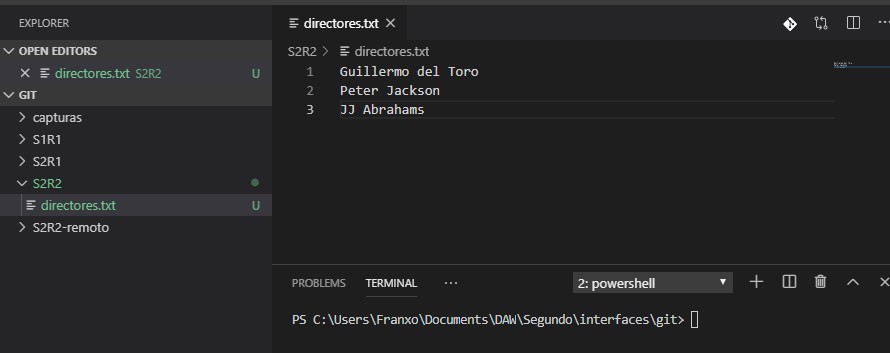 EXPLORER
OPEN EDITORS
directores.txt S2R2 U
GIT
capturas
S1R1
S2R1
S2R2
directores.txt U
S2R2-remoto
directores.txt
S2R2 > directores.txt
1 Guillermo del Toro
2 Peter Jackson
3 JJ Abrahams
PROBLEMS TERMINAL ··· 2: powershell
PS C:\Users\Franxo\Documents\DAW\Segundo\interfaces\git>